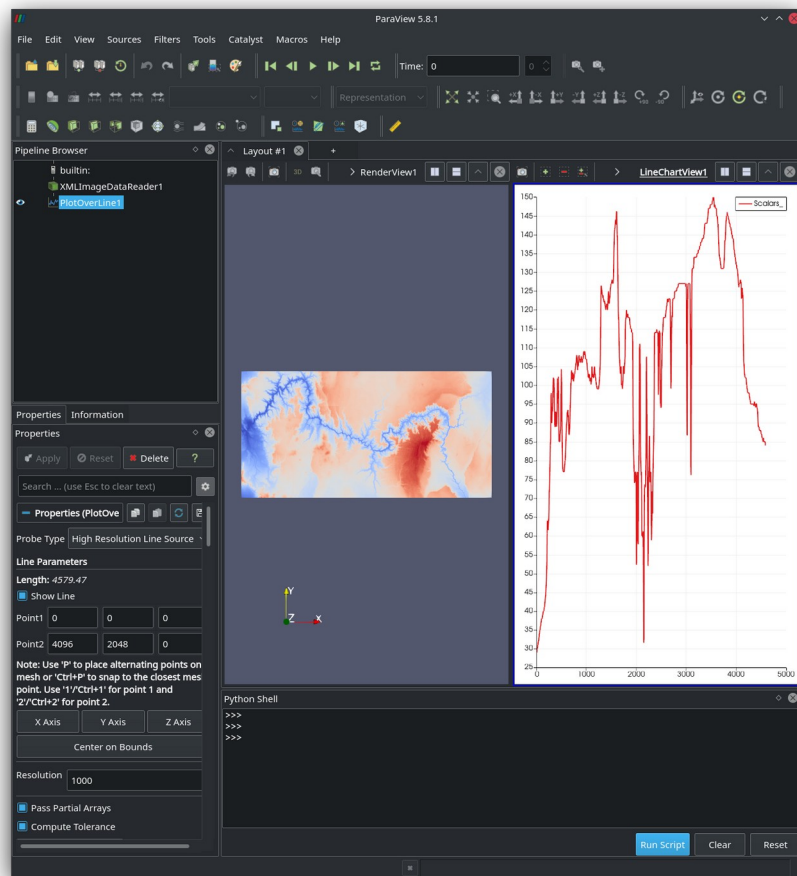 ParaView 5.8.1
File Edit View Sources Filters Tools Catalyst Macros Help
Time: 0 0
Representation
+X -X +Y -Y +Z -Z +90 -90
Pipeline Browser
builtin:
XMLImageDataReader1
PlotOverLine1
Layout #1 +
3D RenderView1
LineChartView1
Scalars_
150
145
140
135
130
125
120
115
110
105
100
95
90
85
80
75
70
65
60
55
50
45
40
35
30
25
0 1000 2000 3000 4000 5000
Y
Z X
Properties Information
Properties
Apply Reset Delete ?
Search ... (use Esc to clear text)
Properties (PlotOve
Probe Type High Resolution Line Source
Line Parameters
Length: 4579.47
Show Line
Point1 0 0 0
Point2 4096 2048 0
Note: Use 'P' to place alternating points on
mesh or 'Ctrl+P' to snap to the closest mes
point. Use '1'/'Ctrl+1' for point 1 and
'2'/'Ctrl+2' for point 2.
X Axis Y Axis Z Axis
Center on Bounds
Resolution 1000
Pass Partial Arrays
Compute Tolerance
Python Shell
>>>
>>>
>>>
Run Script Clear Reset